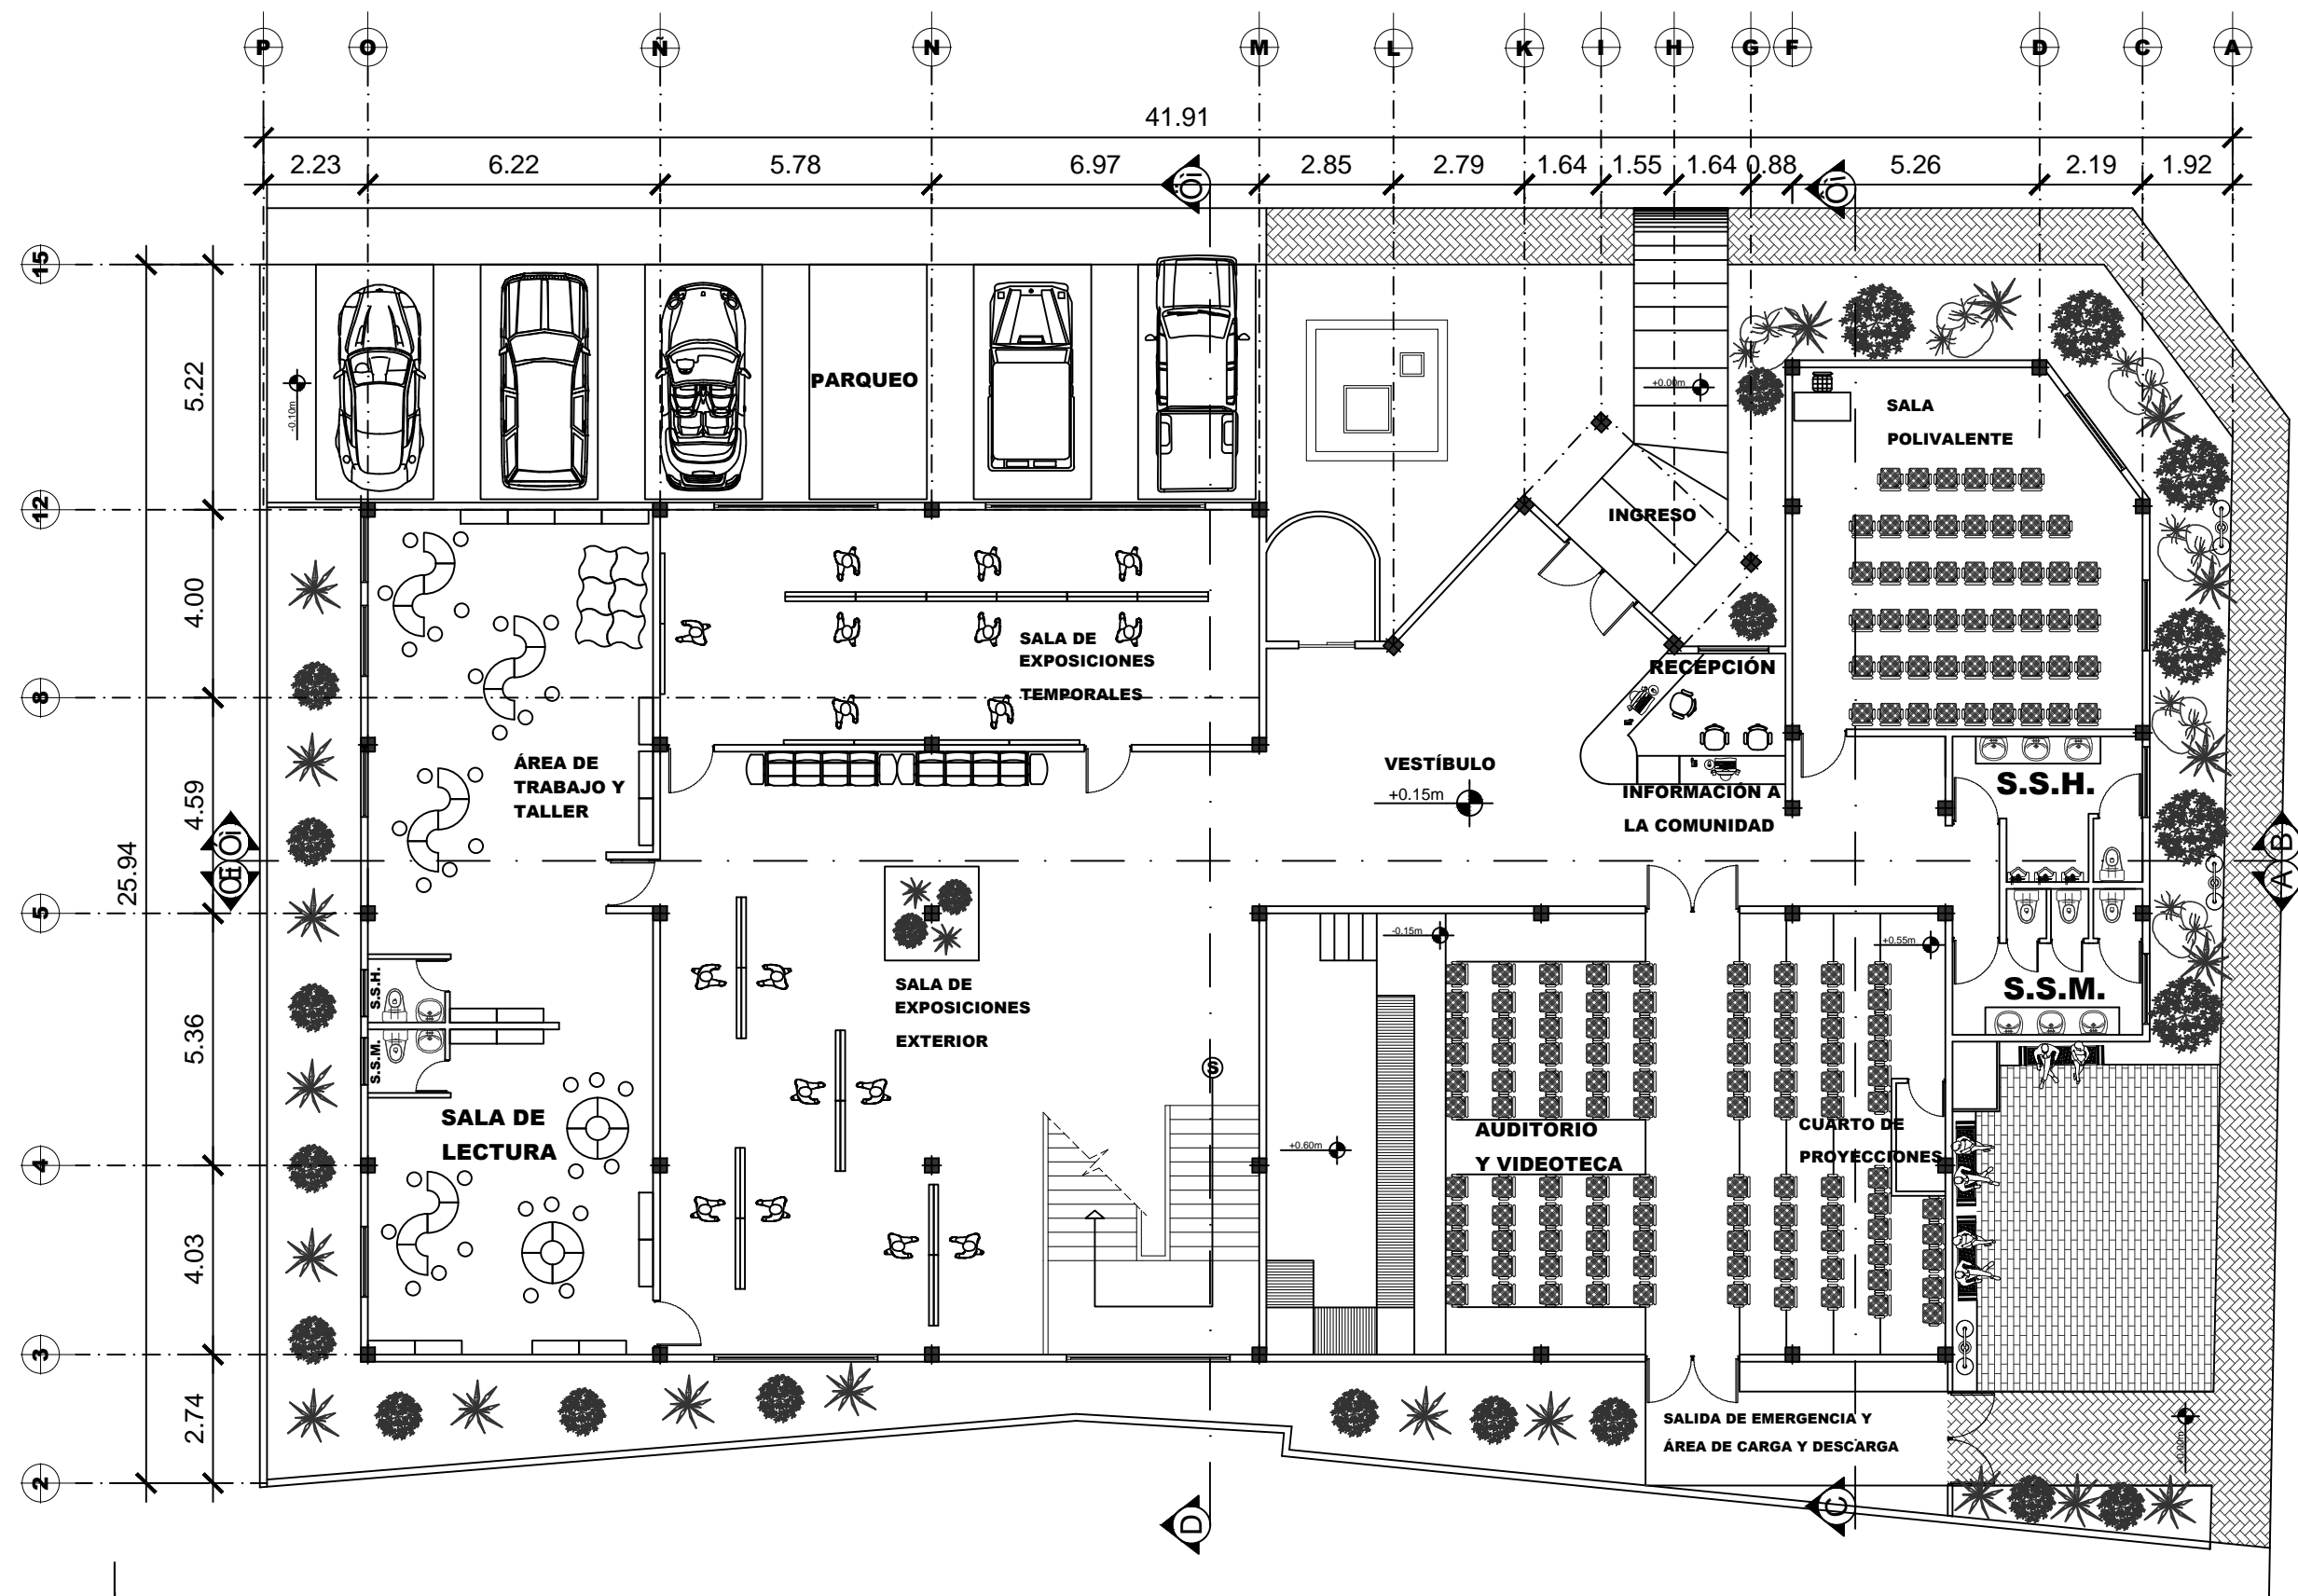 P O Ñ N M L K I H G F D C A
41.91
2.23 6.22 5.78 6.97 2.85 2.79 1.64 1.55 1.64 0.88 5.26 2.19 1.92
Öi Öi
15
12
8
5
4
3
2
25.94
5.22
4.00
4.59
5.36
4.03
2.74
-0.10m
PARQUEO
+0.00m
SALA
POLIVALENTE
INGRESO
SALA DE
EXPOSICIONES
TEMPORALES
RECEPCIÓN
ÁREA DE
TRABAJO Y
TALLER
VESTÍBULO
+0.15m
INFORMACIÓN A
LA COMUNIDAD
S.S.H.
Öi
B
A
-0.15m
+0.55m
S.S.H.
S.S.M.
SALA DE
EXPOSICIONES
EXTERIOR
S.S.M.
S
SALA DE
LECTURA
+0.60m
AUDITORIO
Y VIDEOTECA
CUARTO DE
PROYECCIONES
SALIDA DE EMERGENCIA Y
ÁREA DE CARGA Y DESCARGA
+0.00m
D
C